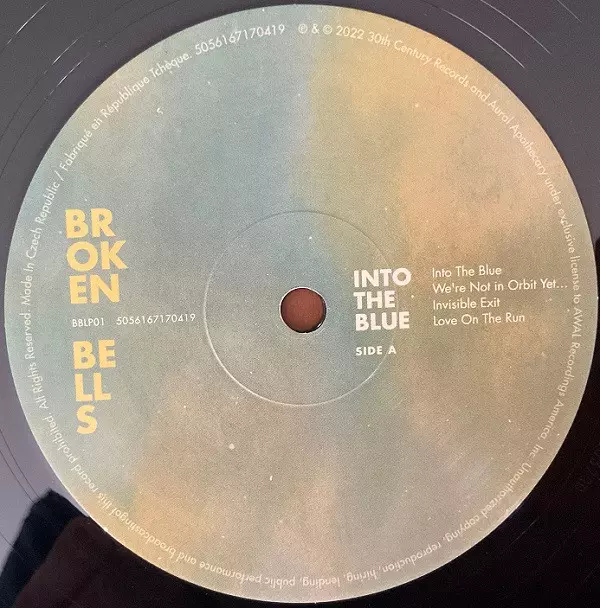 BR
OK
EN
BBLP01 5056167170419
BE
LL
S
INTO
THE
BLUE
SIDE A
Into The Blue
We're Not in Orbit Yet...
Invisible Exit
Love On The Run
℗ & © 2022 30th Century Records and Aural Apothecary under exclusive license to AWAL Recordings America, Inc. Unauthorized copying, reproduction, hiring, lending, public performance and broadcasting of this record prohibited. All Rights Reserved. Made In Czech Republic / Fabriqué en République Tchèque. 5056167170419